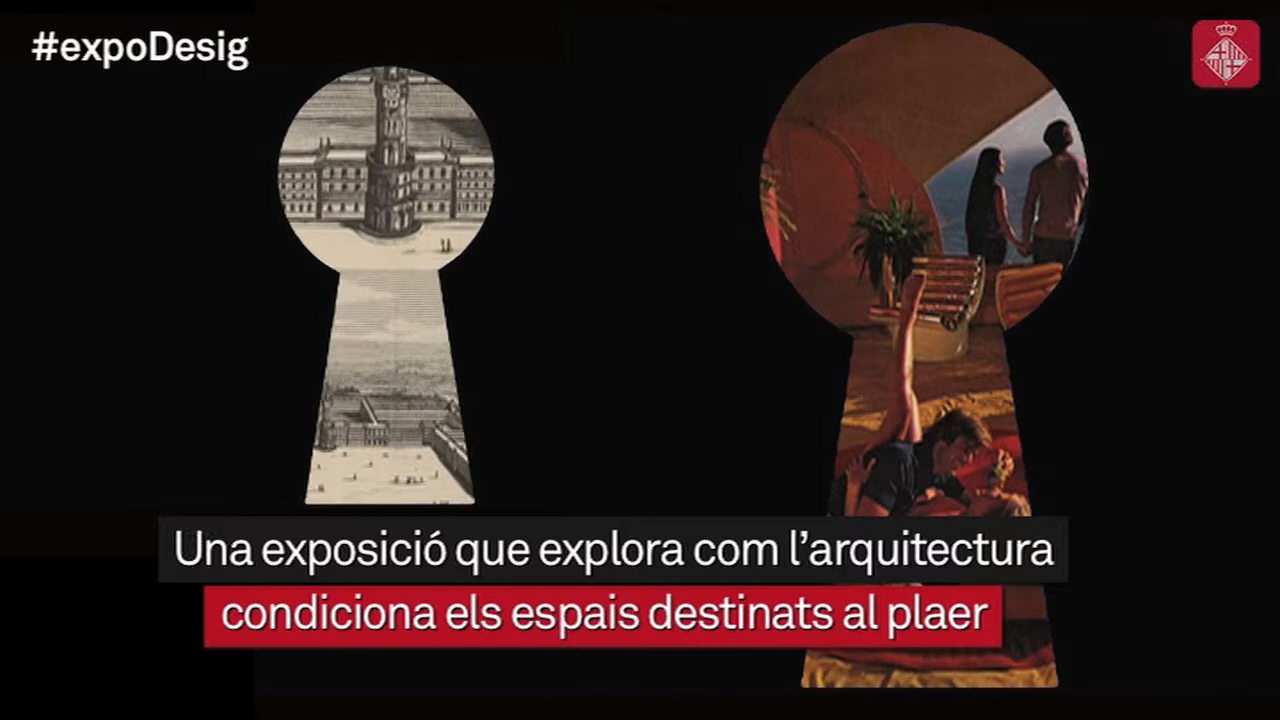 #expoDesig
Una exposició que explora com l’arquitectura
condiciona els espais destinats al plaer